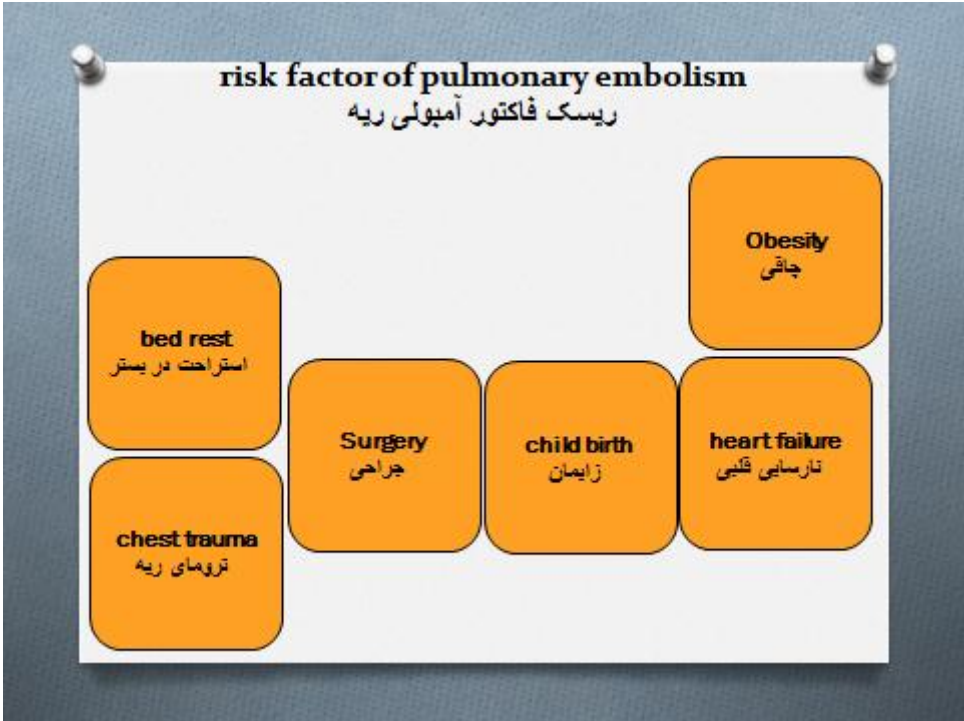 risk factor of pulmonary embolism
ریسک فاکتور آمبولی ریه
Obesity
چاقی
bed rest
استراحت در بستر
Surgery
جراحی
child birth
زایمان
heart failure
نارسایی قلبی
chest trauma
ترومای ریه